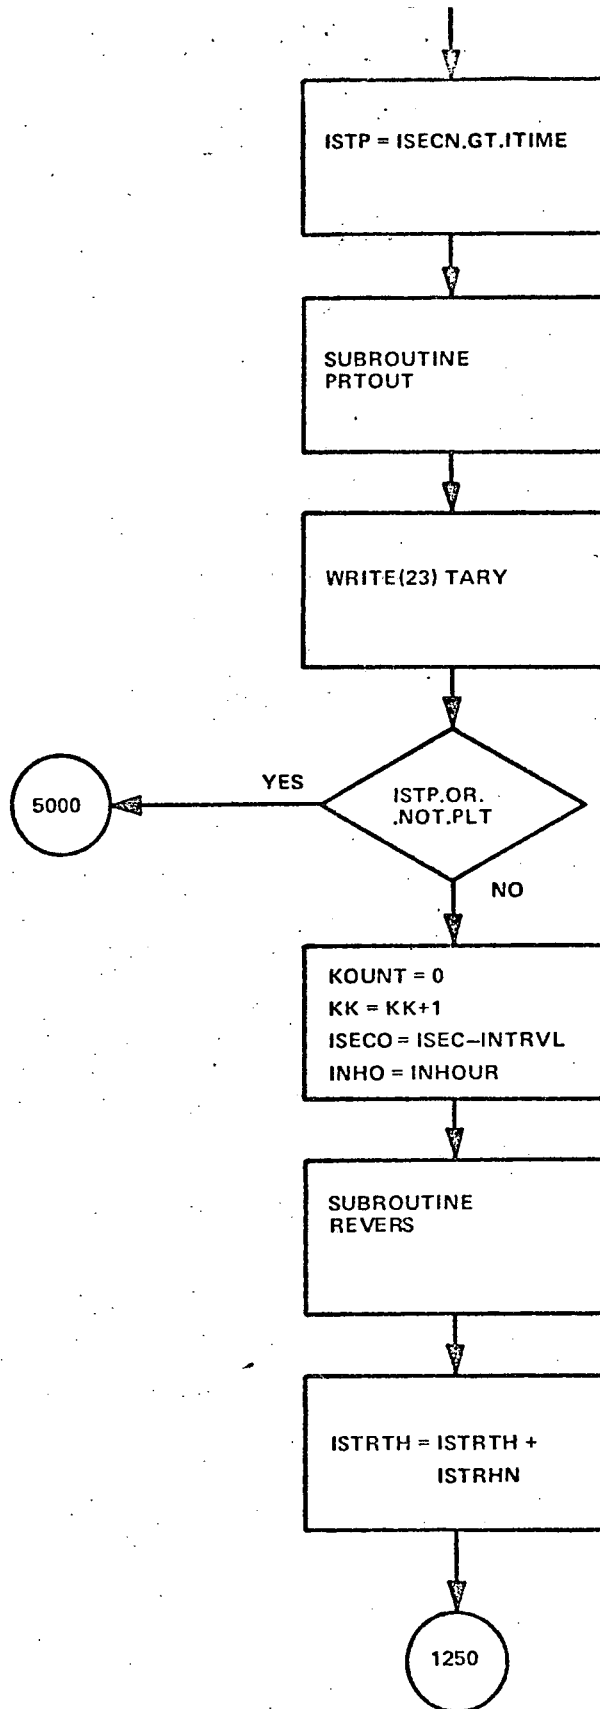 ISTP = ISECN.GT.ITIME
SUBROUTINE
PRTOUT
WRITE(23) TARY
YES
5000
ISTP.OR.
.NOT.PLT
NO
KOUNT = 0
KK = KK+1
ISECO = ISEC−INTRVL
INHO = INHOUR
SUBROUTINE
REVERS
ISTRTH = ISTRTH +
ISTRHN
1250